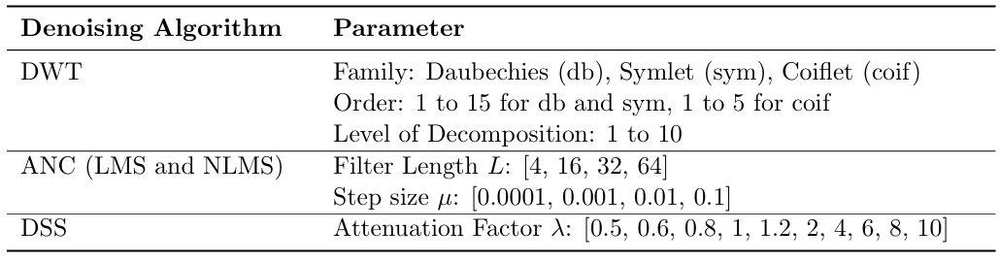 Denoising Algorithm Parameter
DWT Family: Daubechies (db), Symlet (sym), Coiflet (coif)
Order: 1 to 15 for db and sym, 1 to 5 for coif
Level of Decomposition: 1 to 10
ANC (LMS and NLMS) Filter Length L: [4, 16, 32, 64]
Step size μ: [0.0001, 0.001, 0.01, 0.1]
DSS Attenuation Factor λ: [0.5, 0.6, 0.8, 1, 1.2, 2, 4, 6, 8, 10]